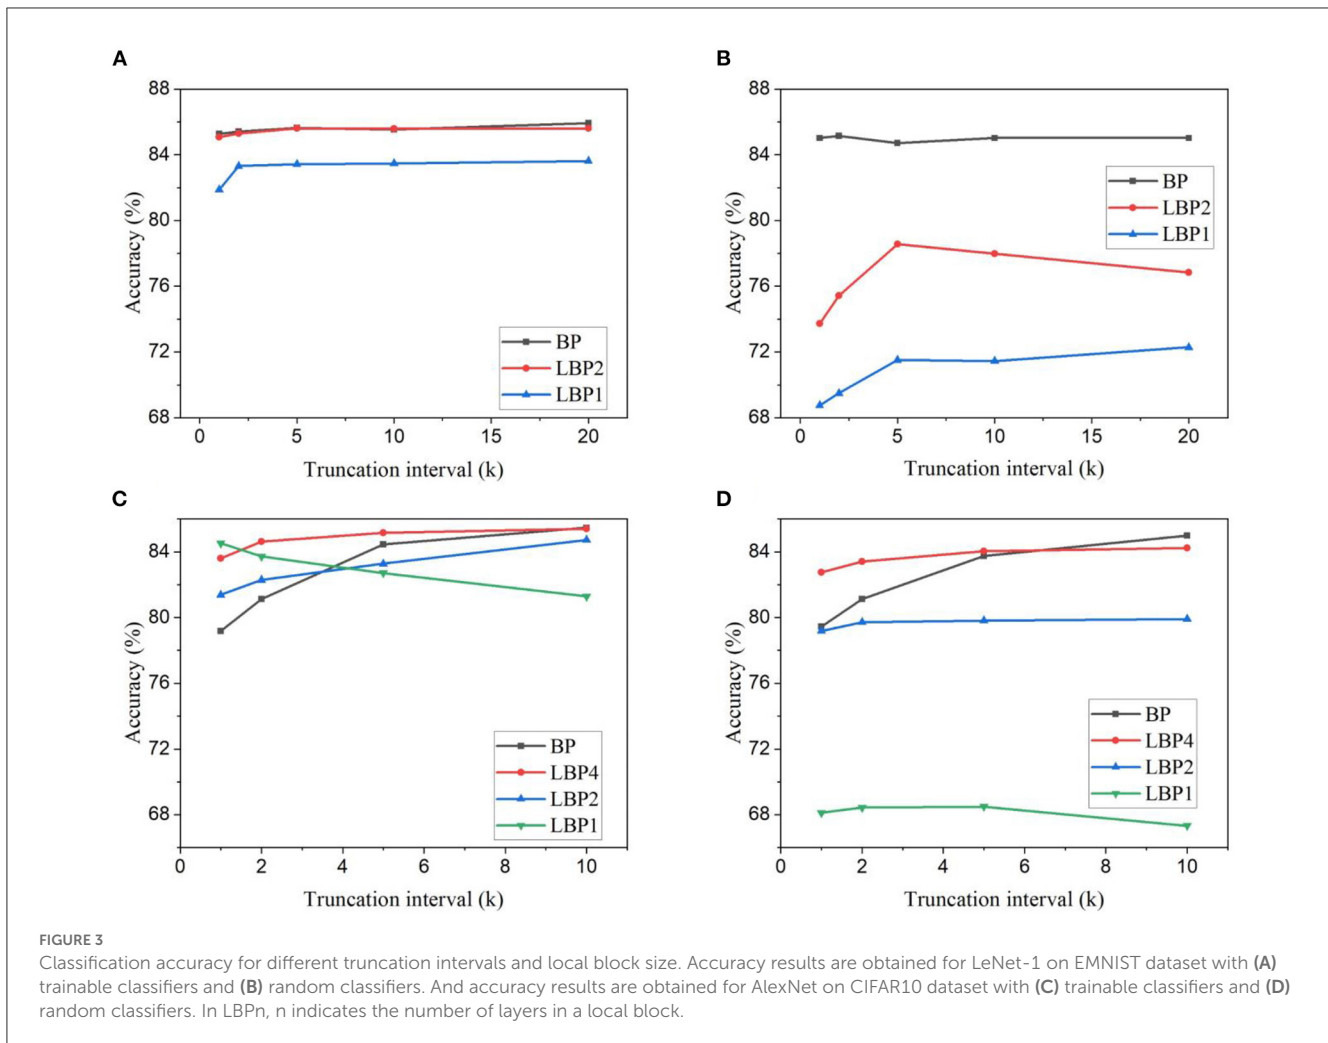 A
88
84
80
76
72
68
Accuracy (%)
BP
LBP2
LBP1
0 5 10 15 20
Truncation interval (k)
B
88
84
80
76
72
68
Accuracy (%)
BP
LBP2
LBP1
0 5 10 15 20
Truncation interval (k)
C
84
80
76
72
68
Accuracy (%)
BP
LBP4
LBP2
LBP1
0 2 4 6 8 10
Truncation interval (k)
D
84
80
76
72
68
Accuracy (%)
BP
LBP4
LBP2
LBP1
0 2 4 6 8 10
Truncation interval (k)
FIGURE 3
Classification accuracy for different truncation intervals and local block size. Accuracy results are obtained for LeNet-1 on EMNIST dataset with (A)
trainable classifiers and (B) random classifiers. And accuracy results are obtained for AlexNet on CIFAR10 dataset with (C) trainable classifiers and (D)
random classifiers. In LBPn, n indicates the number of layers in a local block.